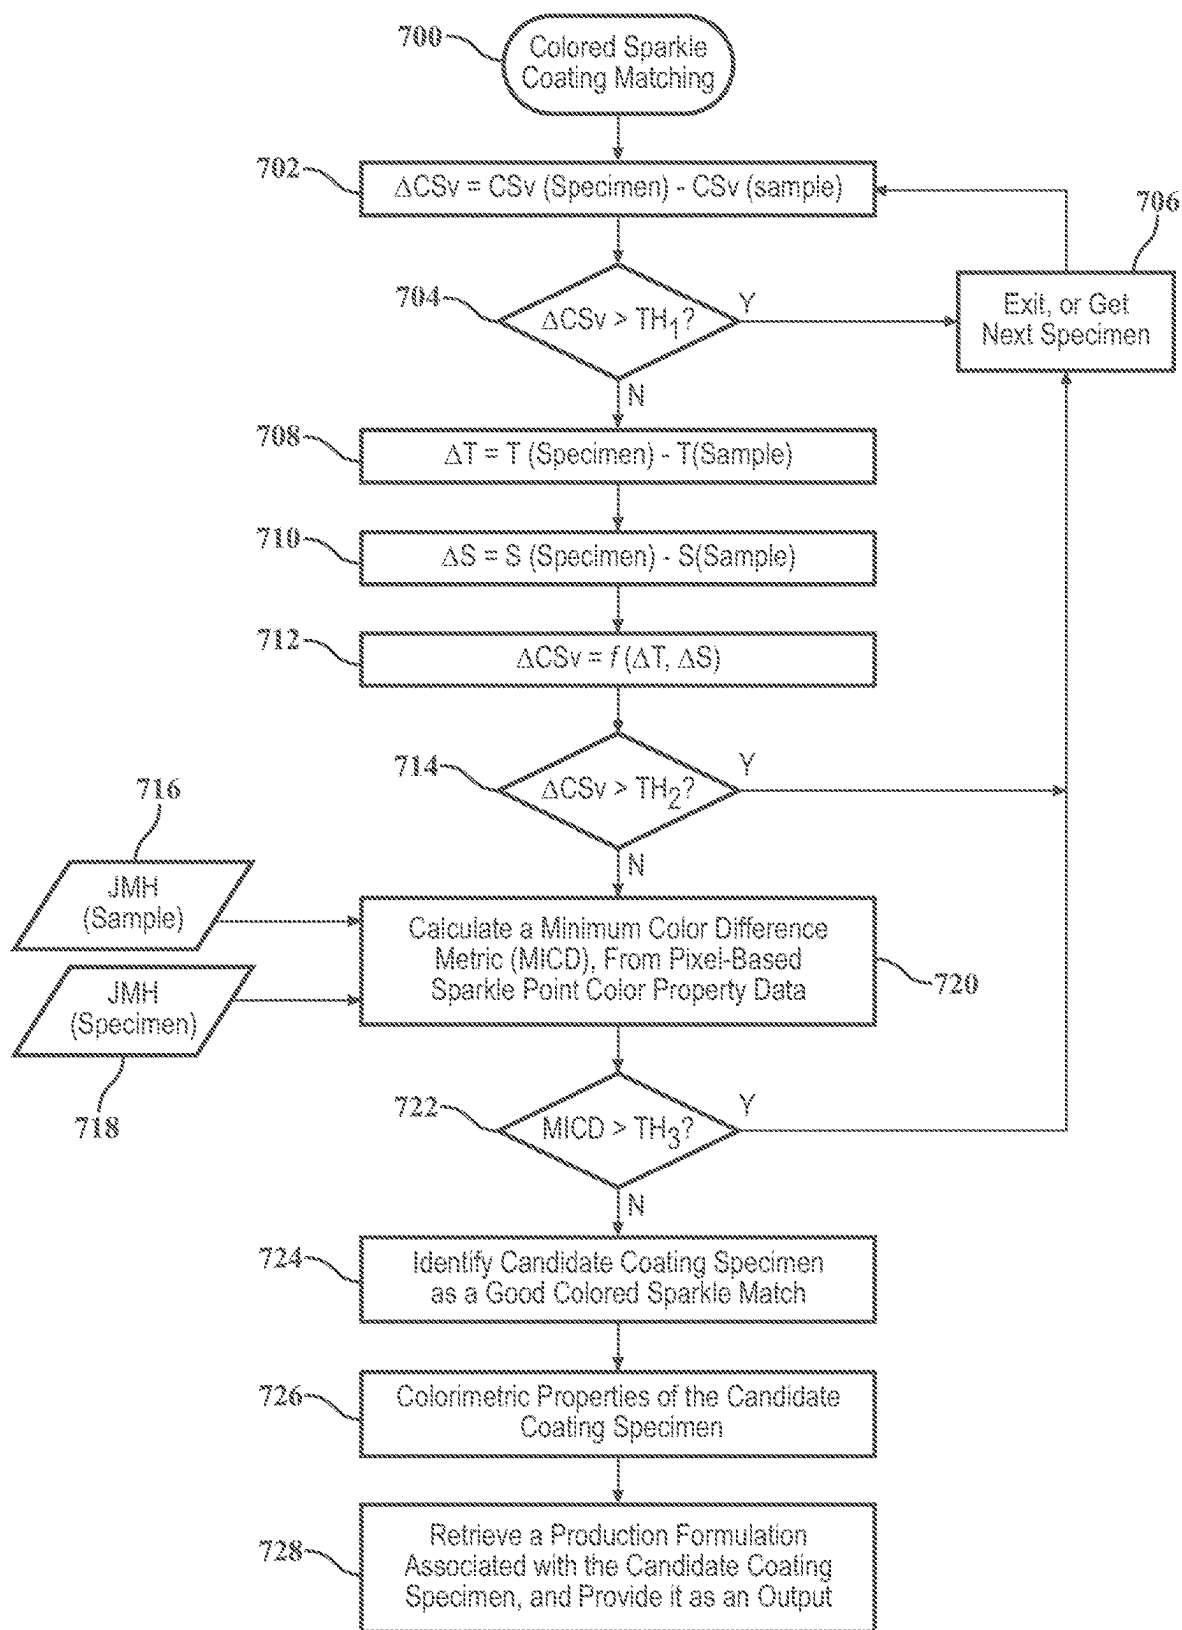 700
Colored Sparkle
Coating Matching
702
ΔCSv = CSv (Specimen) - CSv (sample)
706
704
ΔCSv > TH1?
Y
Exit, or Get
Next Specimen
N
708
ΔT = T (Specimen) - T(Sample)
710
ΔS = S (Specimen) - S(Sample)
712
ΔCSv = f (ΔT, ΔS)
714
ΔCSv > TH2?
Y
N
716
JMH
(Sample)
JMH
(Specimen)
718
Calculate a Minimum Color Difference
Metric (MICD), From Pixel-Based
Sparkle Point Color Property Data
720
722
MICD > TH3?
Y
N
724
Identify Candidate Coating Specimen
as a Good Colored Sparkle Match
726
Colorimetric Properties of the Candidate
Coating Specimen
728
Retrieve a Production Formulation
Associated with the Candidate Coating
Specimen, and Provide it as an Output